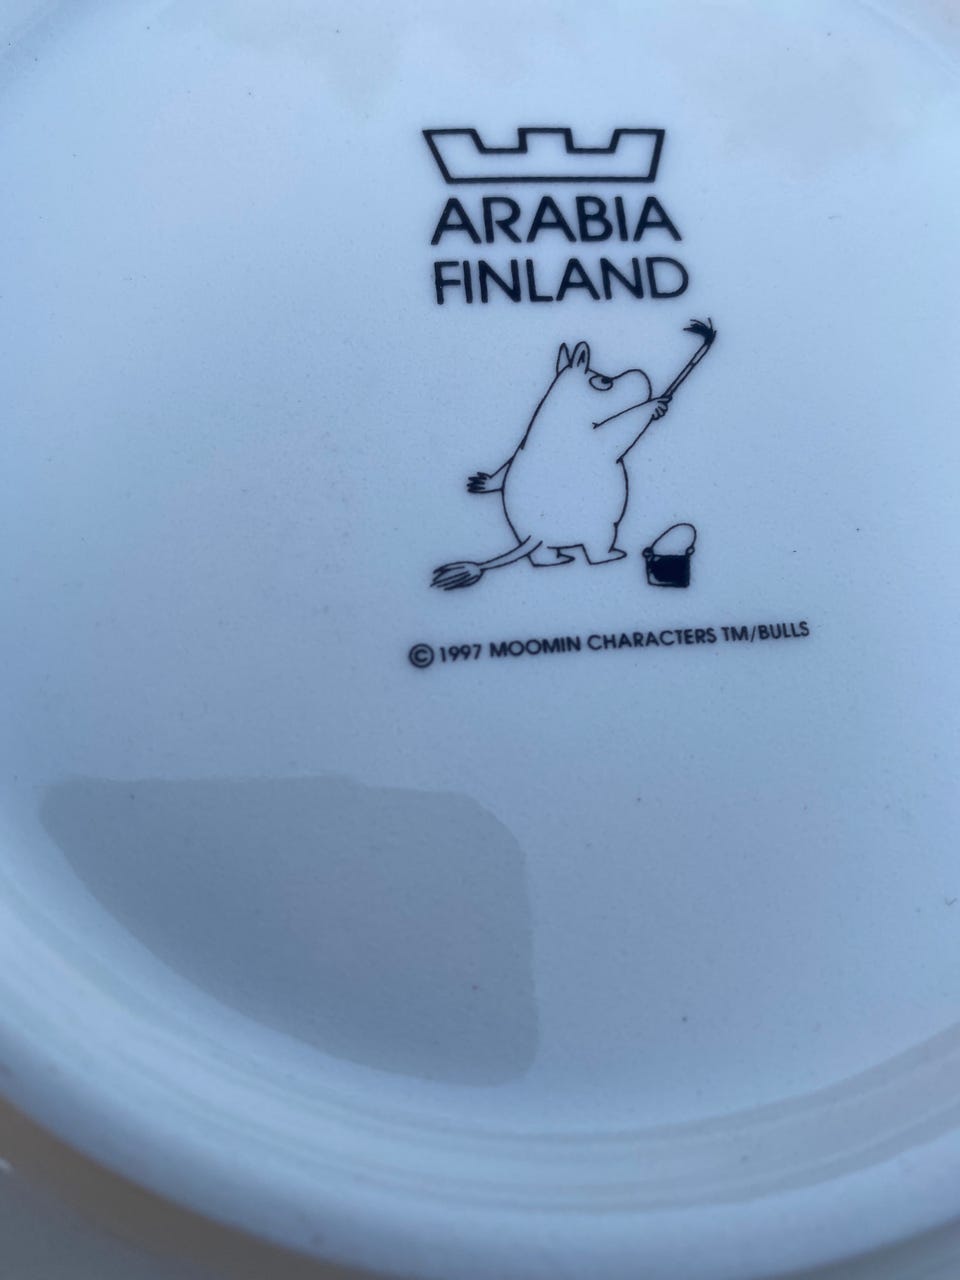 ARABIA
FINLAND
© 1997 MOOMIN CHARACTERS TM/BULLS